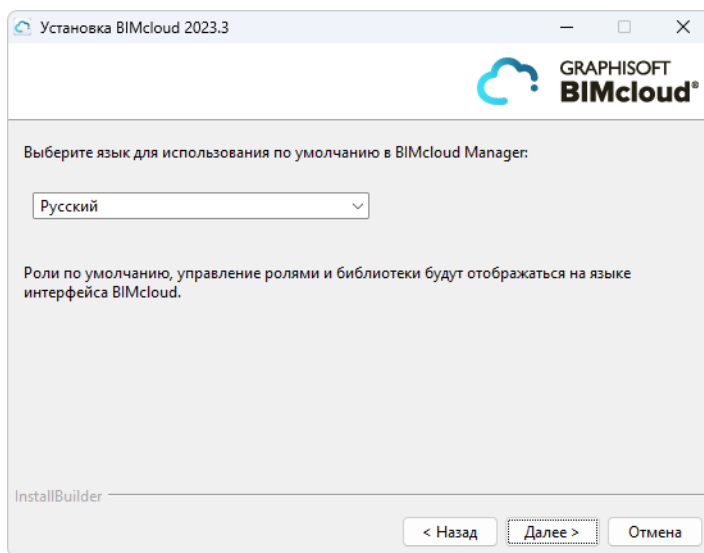 Установка BIMcloud 2023.3
GRAPHISOFT
BIMcloud®
Выберите язык для использования по умолчанию в BIMcloud Manager:
Русский
Роли по умолчанию, управление ролями и библиотеки будут отображаться на языке
интерфейса BIMcloud.
InstallBuilder
< Назад Далее > Отмена